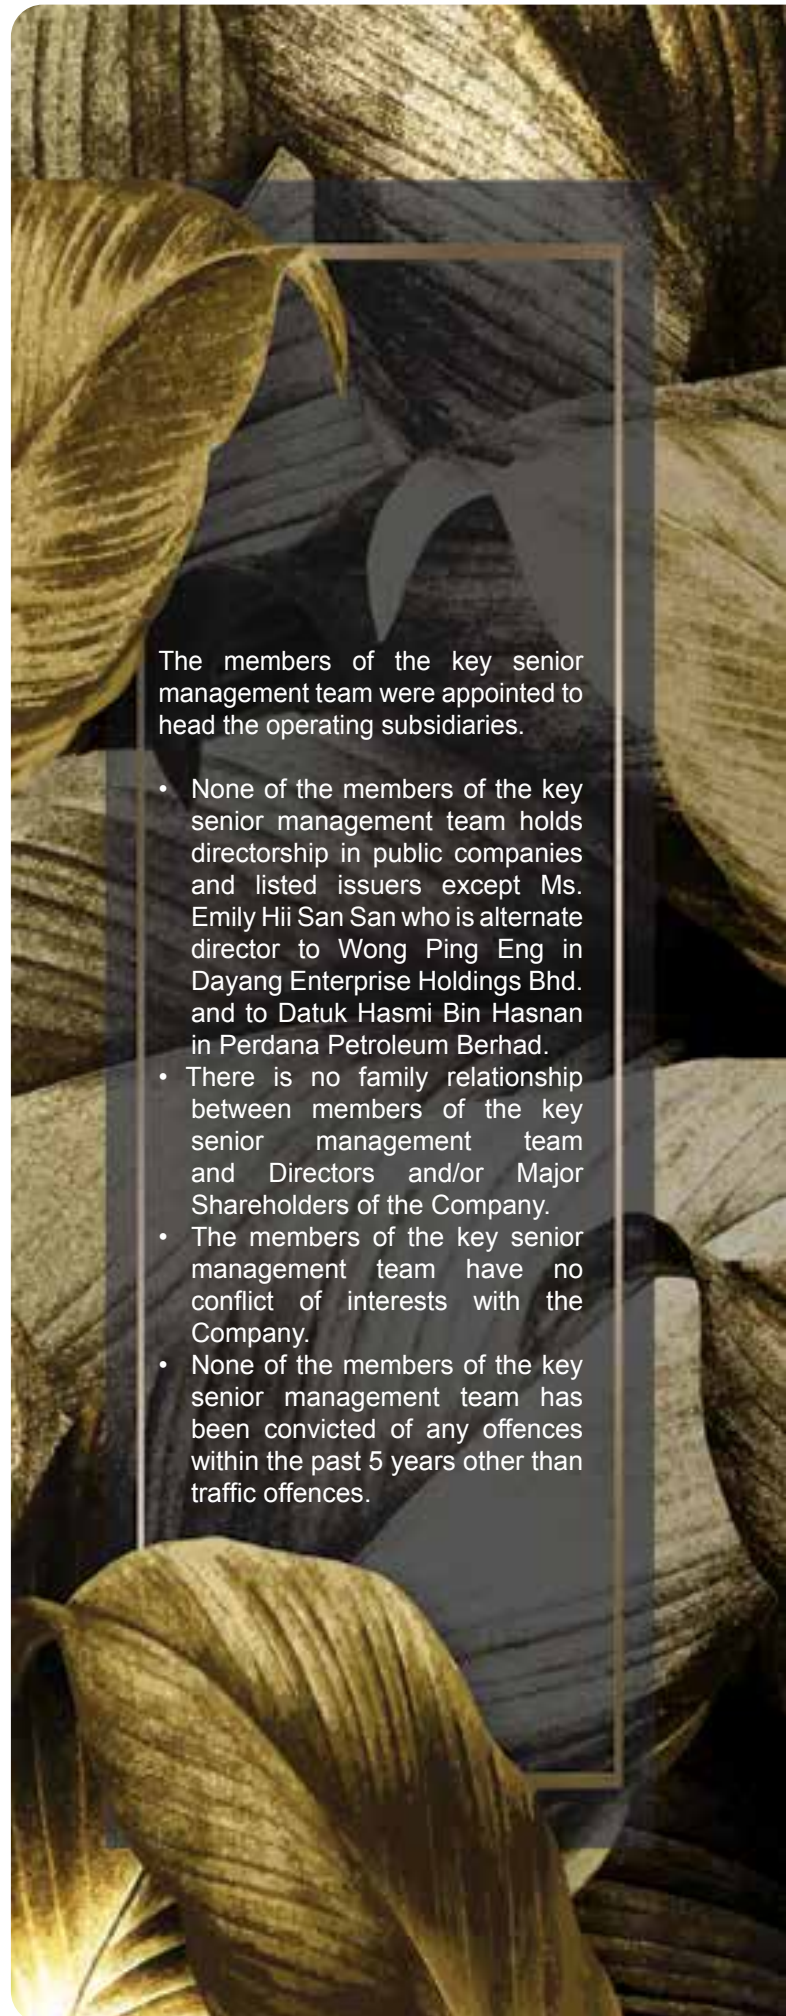 The members of the key senior
management team were appointed to
head the operating subsidiaries.
• None of the members of the key
senior management team holds
directorship in public companies
and listed issuers except Ms.
Emily Hii San San who is alternate
director to Wong Ping Eng in
Dayang Enterprise Holdings Bhd.
and to Datuk Hasmi Bin Hasnan
in Perdana Petroleum Berhad.
• There is no family relationship
between members of the key
senior management team
and Directors and/or Major
Shareholders of the Company.
• The members of the key senior
management team have no
conflict of interests with the
Company.
• None of the members of the key
senior management team has
been convicted of any offences
within the past 5 years other than
traffic offences.